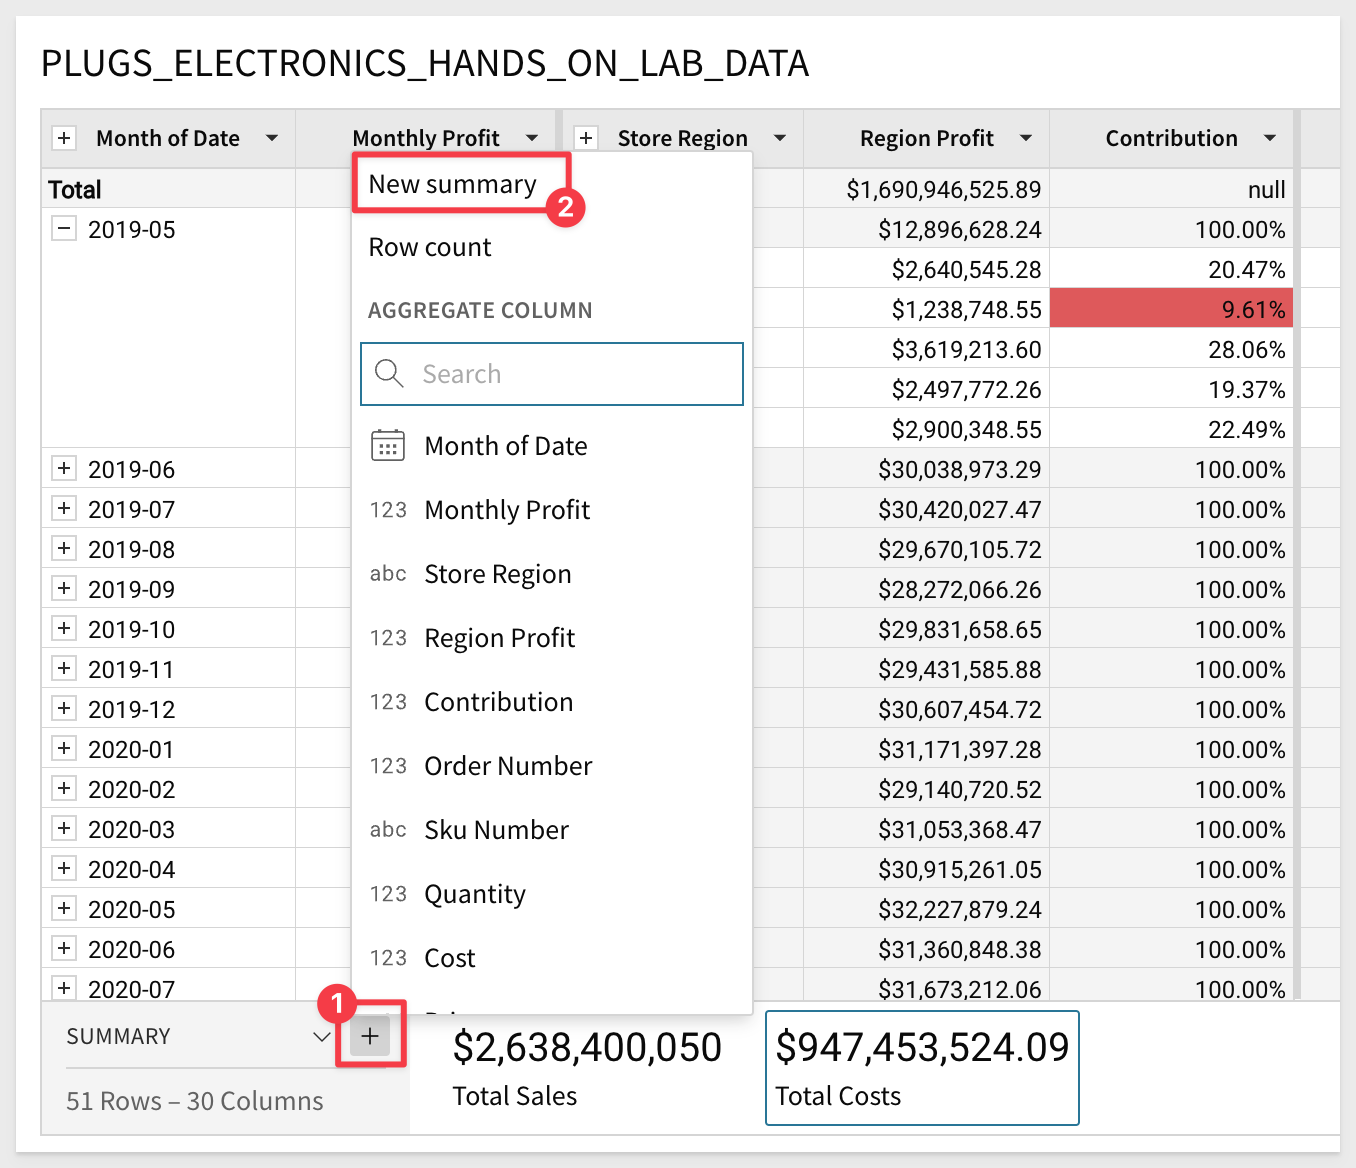 PLUGS_ELECTRONICS_HANDS_ON_LAB_DATA
Month of Date Monthly Profit Store Region Region Profit Contribution
Total $1,690,946,525.89 null
2019-05 $12,896,628.24 100.00%
$2,640,545.28 20.47%
$1,238,748.55 9.61%
$3,619,213.60 28.06%
$2,497,772.26 19.37%
$2,900,348.55 22.49%
2019-06 $30,038,973.29 100.00%
2019-07 $30,420,027.47 100.00%
2019-08 $29,670,105.72 100.00%
2019-09 $28,272,066.26 100.00%
2019-10 $29,831,658.65 100.00%
2019-11 $29,431,585.88 100.00%
2019-12 $30,607,454.72 100.00%
2020-01 $31,171,397.28 100.00%
2020-02 $29,140,720.52 100.00%
2020-03 $31,053,368.47 100.00%
2020-04 $30,915,261.05 100.00%
2020-05 $32,227,879.24 100.00%
2020-06 $31,360,848.38 100.00%
2020-07 $31,673,212.06 100.00%
New summary
2
Row count
AGGREGATE COLUMN
Search
Month of Date
123 Monthly Profit
abc Store Region
123 Region Profit
123 Contribution
123 Order Number
abc Sku Number
123 Quantity
123 Cost
1
SUMMARY
51 Rows – 30 Columns
$2,638,400,050
Total Sales
$947,453,524.09
Total Costs